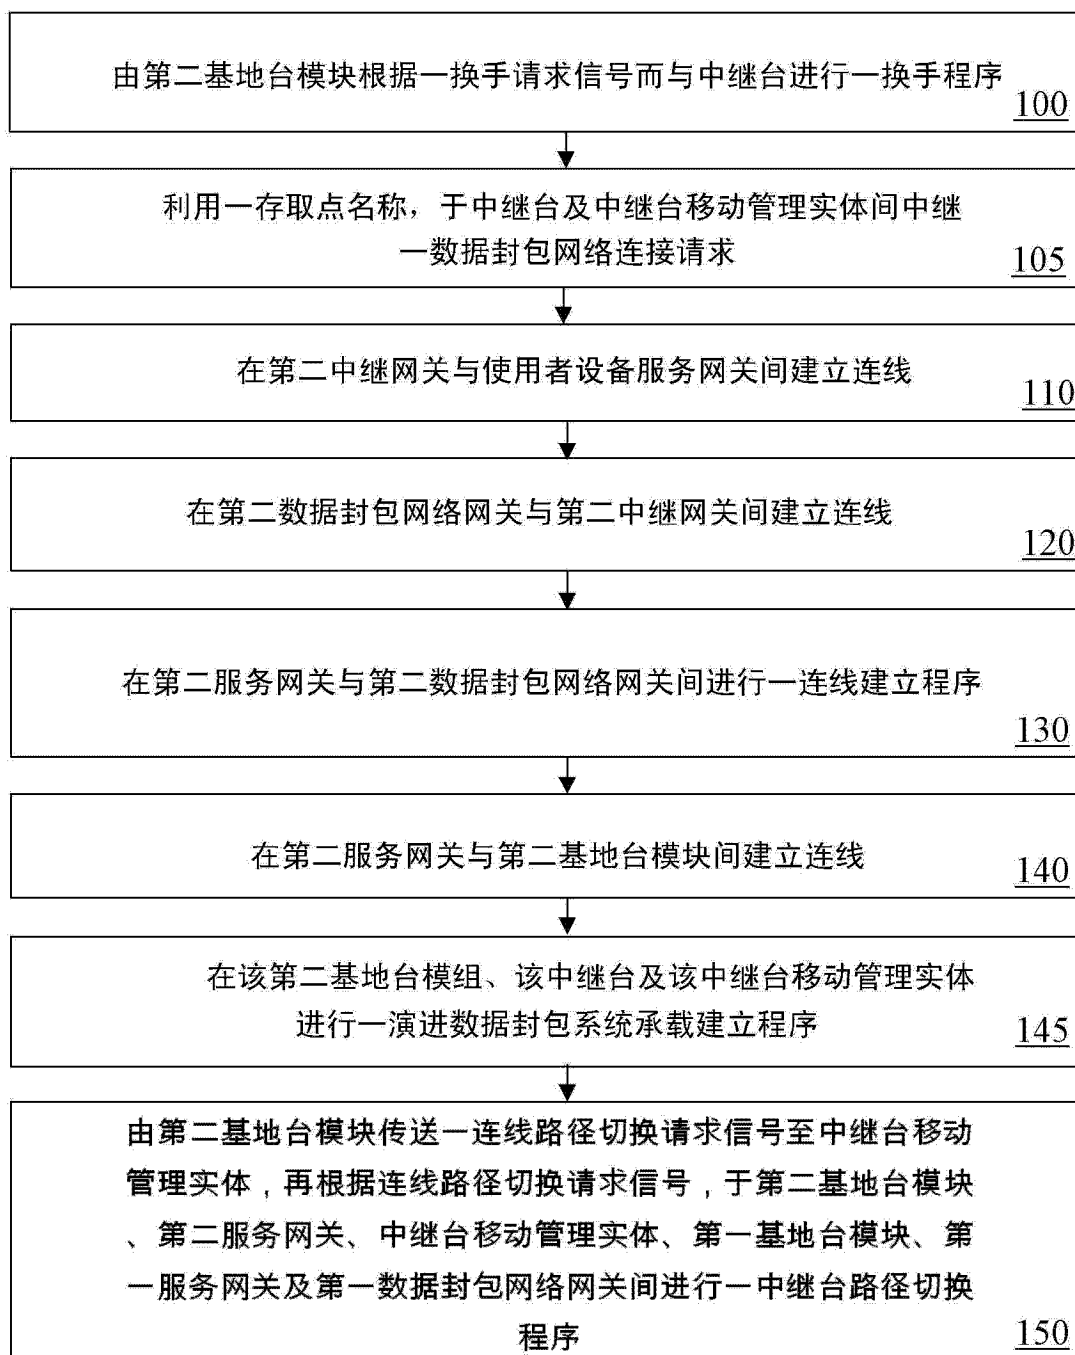 由第二基地台模块根据一换手请求信号而与中继台进行一换手程序
100
利用一存取点名称，于中继台及中继台移动管理实体间中继
一数据封包网络连接请求
105
在第二中继网关与使用者设备服务网关间建立连线
110
在第二数据封包网络网关与第二中继网关间建立连线
120
在第二服务网关与第二数据封包网络网关间进行一连线建立程序
130
在第二服务网关与第二基地台模块间建立连线
140
在该第二基地台模组、该中继台及该中继台移动管理实体
进行一演进数据封包系统承载建立程序
145
由第二基地台模块传送一连线路径切换请求信号至中继台移动
管理实体，再根据连线路径切换请求信号，于第二基地台模块
、第二服务网关、中继台移动管理实体、第一基地台模块、第
一服务网关及第一数据封包网络网关间进行一中继台路径切换
程序
150